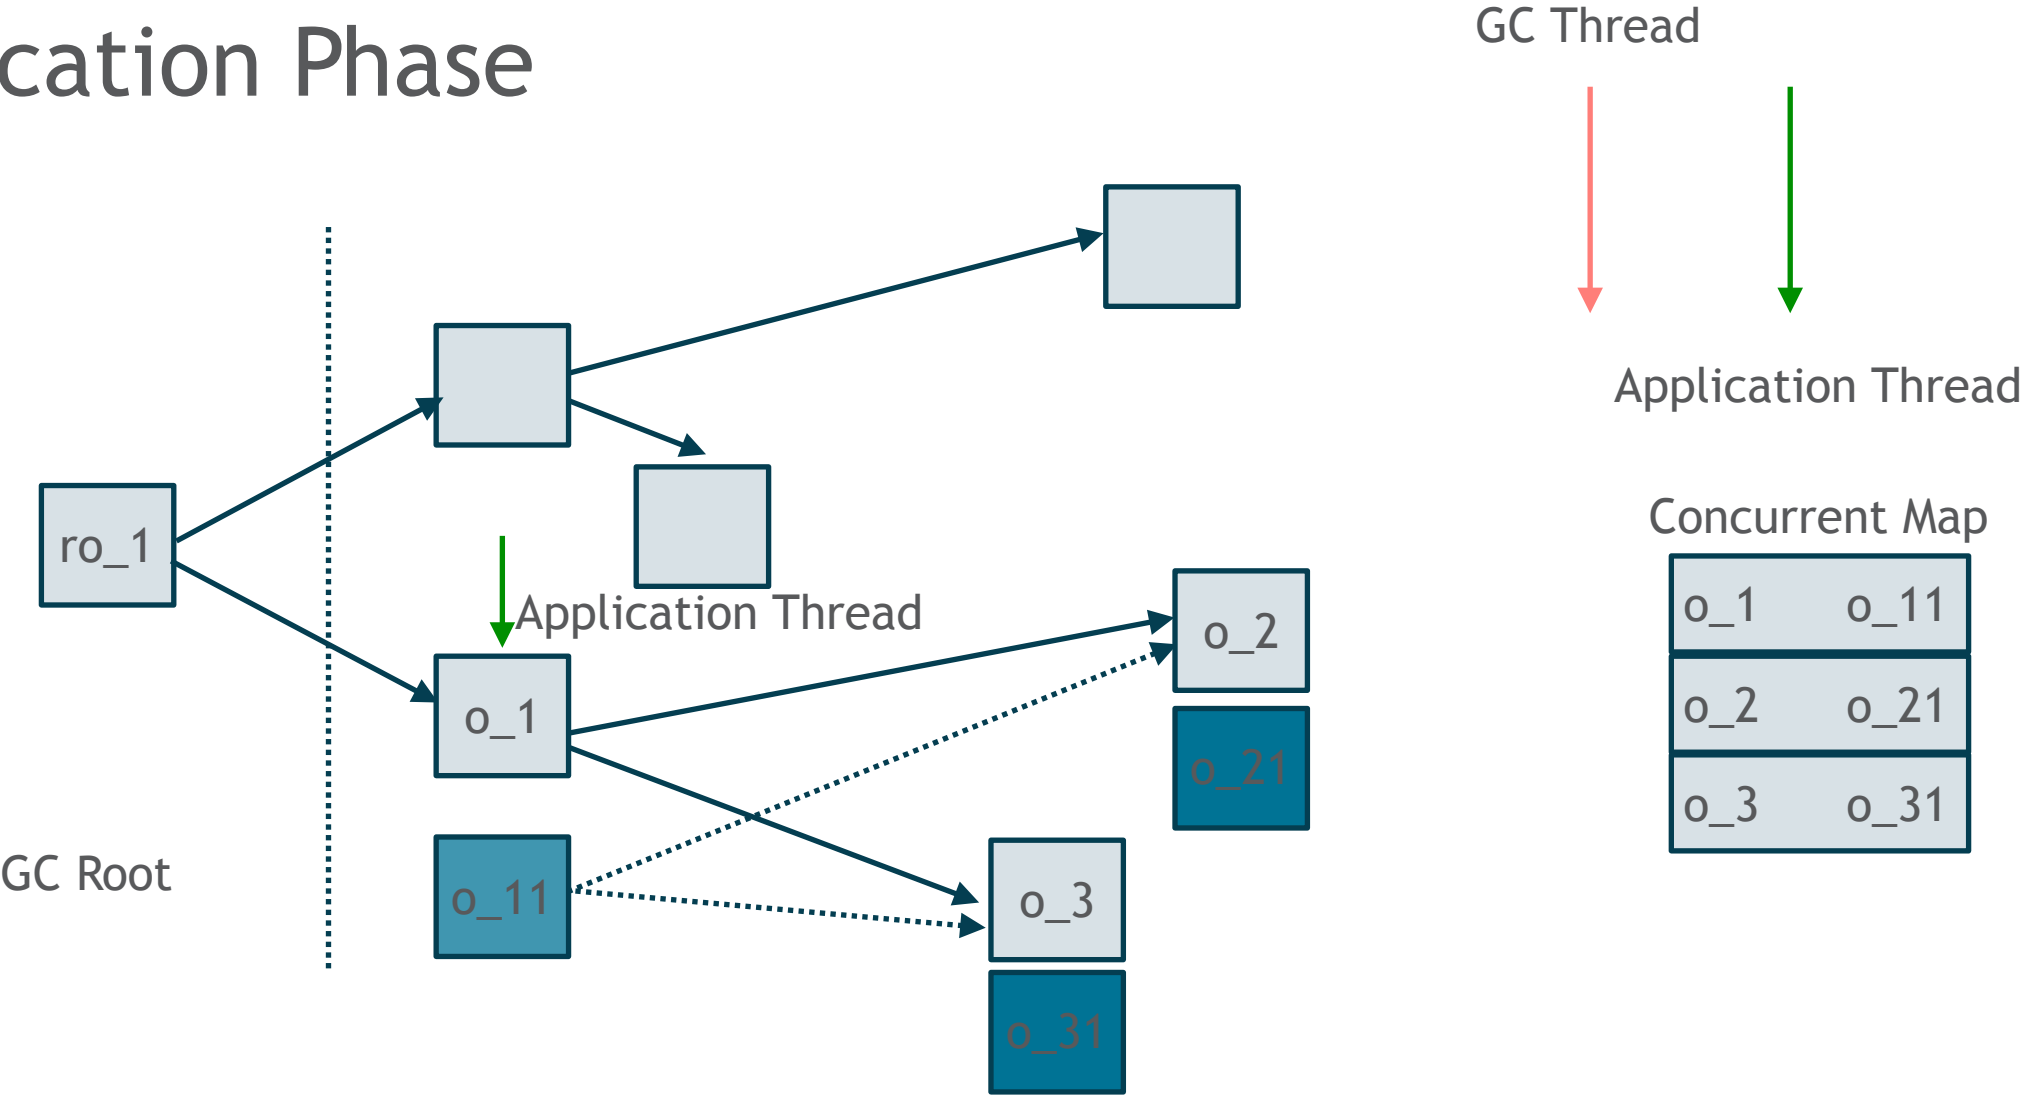 cation Phase
GC Thread
Application Thread
ro_1
Application Thread
o_1
o_2
o_21
o_11
o_3
o_31
GC Root
Concurrent Map
o_1 o_11
o_2 o_21
o_3 o_31